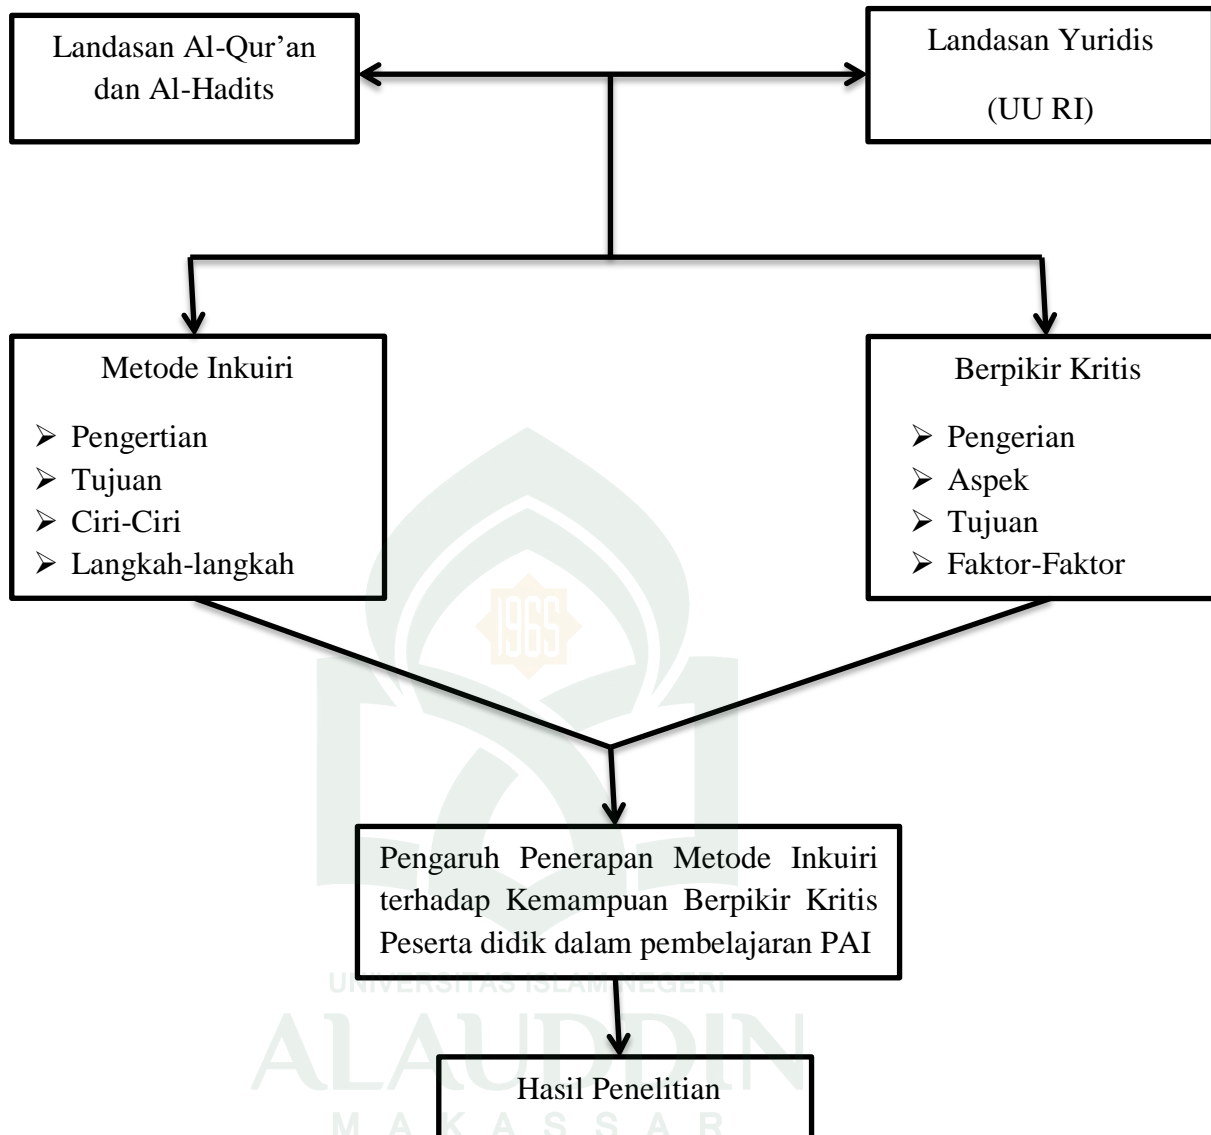 Landasan Al-Qur’an
dan Al-Hadits
Landasan Yuridis
(UU RI)
Metode Inkuiri
➢ Pengertian
➢ Tujuan
➢ Ciri-Ciri
➢ Langkah-langkah
Berpikir Kritis
➢ Pengerian
➢ Aspek
➢ Tujuan
➢ Faktor-Faktor
1965
Pengaruh Penerapan Metode Inkuiri
terhadap Kemampuan Berpikir Kritis
Peserta didik dalam pembelajaran PAI
UNIVERSITAS ISLAM NEGERI
ALAUDDIN
Hasil Penelitian
MAKASSAR